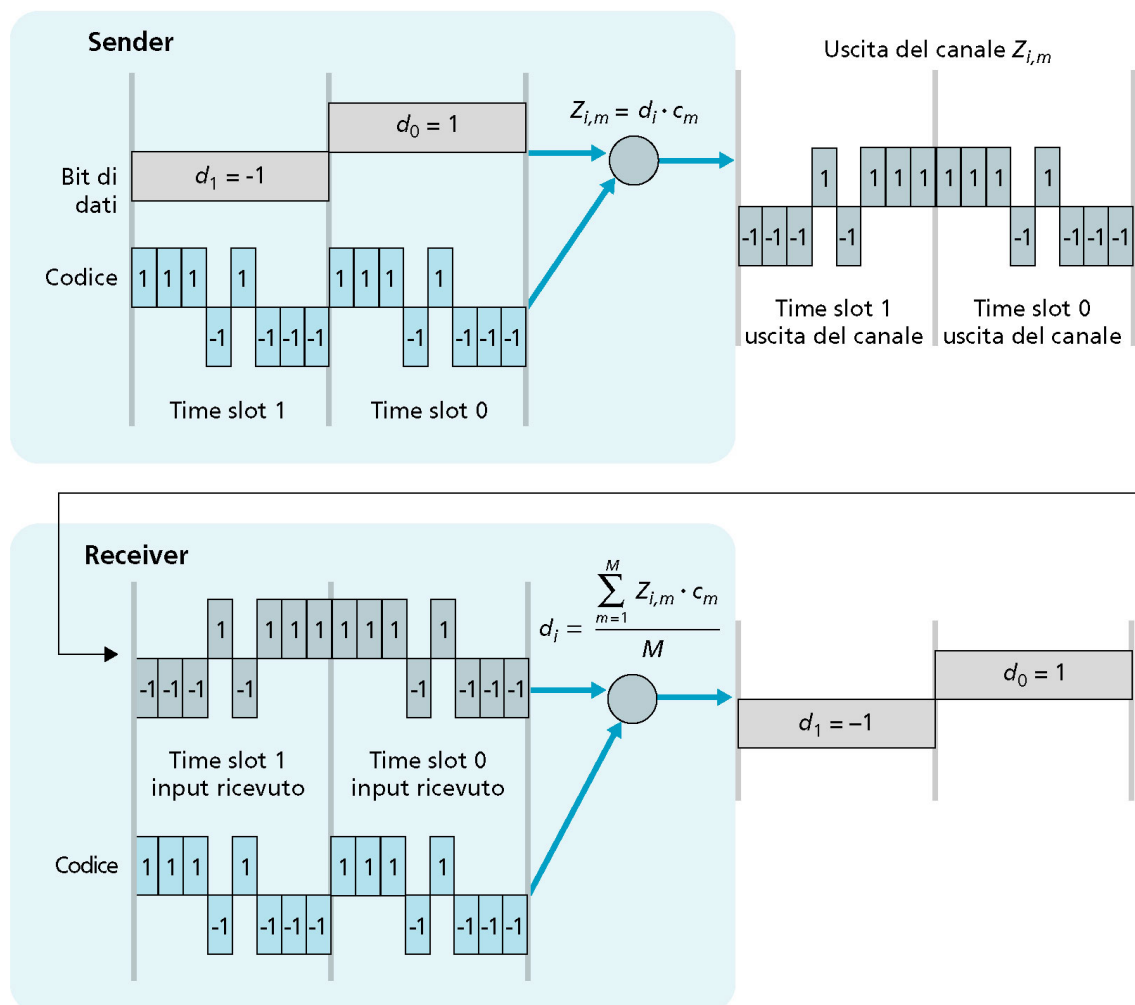 Sender
Uscita del canale Z_{i,m}
d_0 = 1
Z_{i,m} = d_i · c_m
d_1 = -1
Bit di
dati
1 1 1 1 1 1 1 1
-1 -1 -1 -1 -1 -1 -1 -1
Codice
1 1 1 1 1 1 1 1
-1 -1 -1 -1 -1 -1 -1 -1
Time slot 1
uscita del canale
Time slot 0
uscita del canale
Time slot 1
Time slot 0
Receiver
d_i = \frac{\sum_{m=1}^{M} Z_{i,m} · c_m}{M}
1 1 1 1 1 1 1 1
-1 -1 -1 -1 -1 -1 -1 -1
d_0 = 1
d_1 = –1
Time slot 1
input ricevuto
Time slot 0
input ricevuto
Codice
1 1 1 1 1 1 1 1
-1 -1 -1 -1 -1 -1 -1 -1